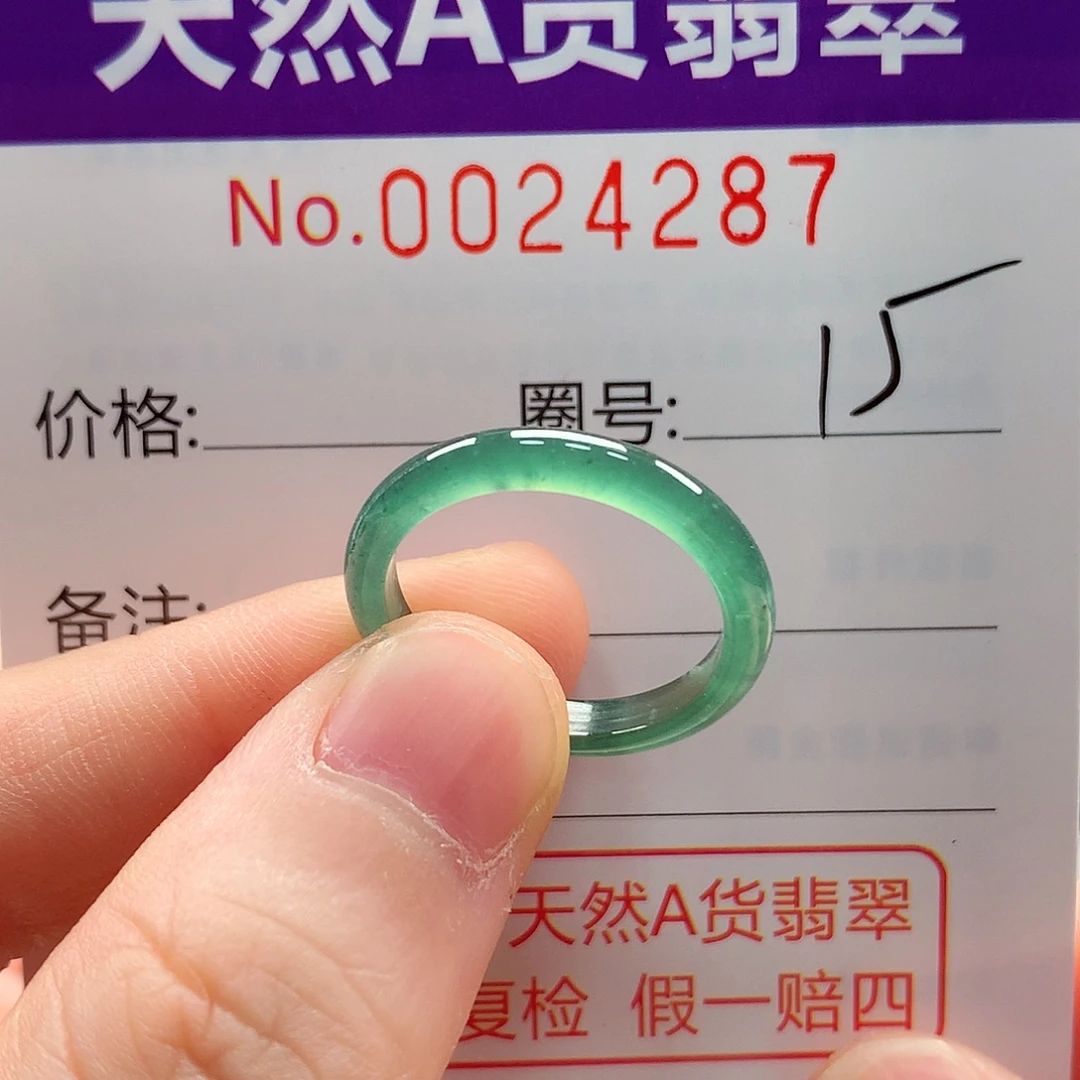 天然A货翡翠
No.0024287
价格: 圈号: 15
备注:
天然A货翡翠
复检 假一赔四